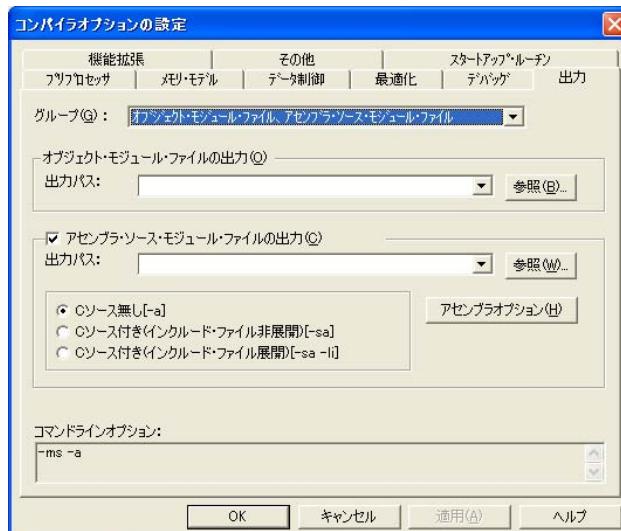 コンパイラオプションの設定
機能拡張 その他 スタートアップ・ルーチン
プリプロセッサ メモリ・モデル データ制御 最適化 デバッグ 出力
グループ(G): オブジェクト・モジュール・ファイル、アセンブラ・ソース・モジュール・ファイル
オブジェクト・モジュール・ファイルの出力(O)
出力パス: 参照(B)...
アセンブラ・ソース・モジュール・ファイルの出力(C)
出力パス: 参照(W)...
Cソース無し[-a] アセンブラオプション(H)
Cソース付き(インクルード・ファイル非展開)[-sa]
Cソース付き(インクルード・ファイル展開)[-sa -li]
コマンドラインオプション:
-ms -a
OK キャンセル 適用(A) ヘルプ